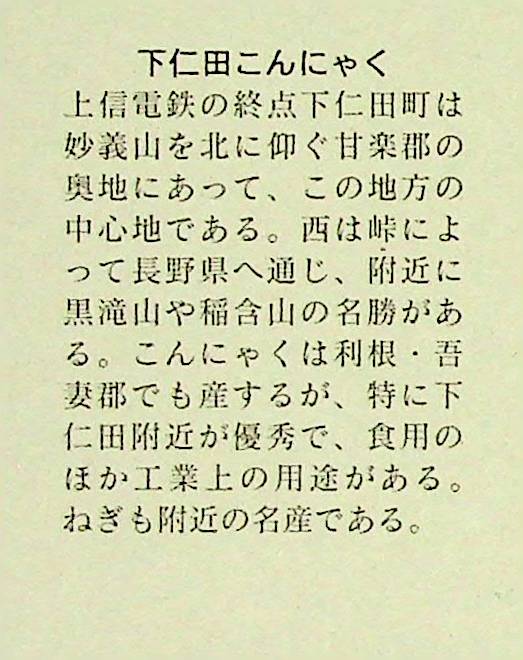 下仁田こんにゃく
上信電鉄の終点下仁田町は
妙義山を北に仰ぐ甘楽郡の
奥地にあって、この地方の
中心地である。西は峠によ
って長野県へ通じ、附近に
黒滝山や稲含山の名勝があ
る。こんにゃくは利根・吾
妻郡でも産するが、特に下
仁田附近が優秀で、食用の
ほか工業上の用途がある。
ねぎも附近の名産である。